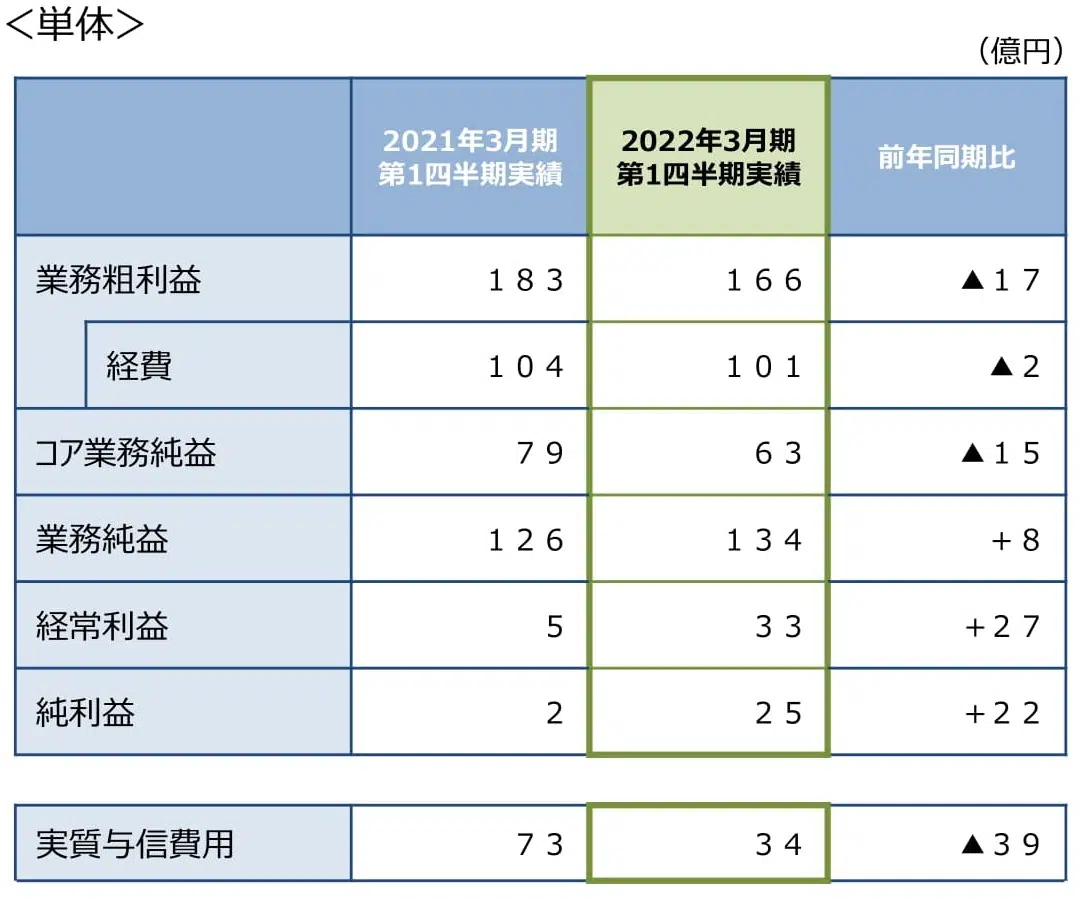 ＜単体＞
（億円）
2021年3月期 2022年3月期 前年同期比
第1四半期実績 第1四半期実績
業務粗利益 １８３ １６６ ▲１７
経費 １０４ １０１ ▲２
コア業務純益 ７９ ６３ ▲１５
業務純益 １２６ １３４ ＋８
経常利益 ５ ３３ ＋２７
純利益 ２ ２５ ＋２２
実質与信費用 ７３ ３４ ▲３９